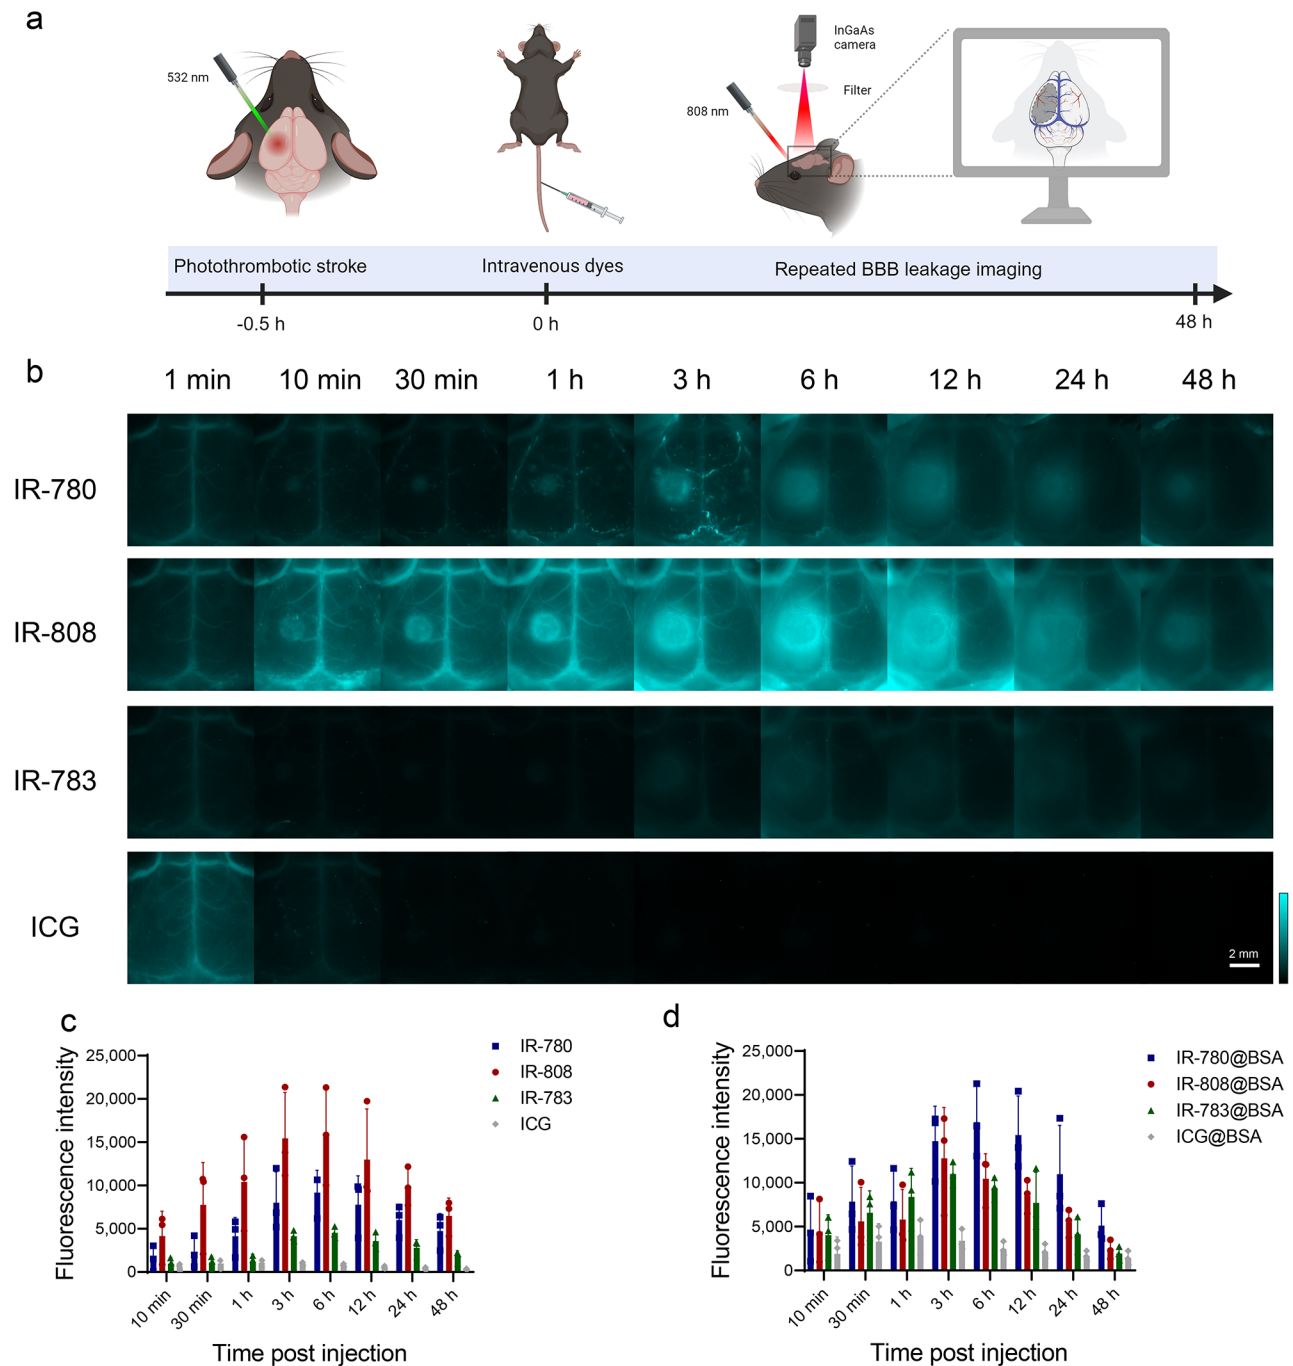 a
532 nm
InGaAs
camera
Filter
808 nm
Photothrombotic stroke
Intravenous dyes
Repeated BBB leakage imaging
-0.5 h
0 h
48 h
b
1 min 10 min 30 min 1 h 3 h 6 h 12 h 24 h 48 h
IR-780
IR-808
IR-783
ICG
2 mm
c
Fluorescence intensity
25,000
20,000
15,000
10,000
5,000
0
10 min 30 min 1 h 3 h 6 h 12 h 24 h 48 h
Time post injection
IR-780
IR-808
IR-783
ICG
d
Fluorescence intensity
25,000
20,000
15,000
10,000
5,000
0
10 min 30 min 1 h 3 h 6 h 12 h 24 h 48 h
Time post injection
IR-780@BSA
IR-808@BSA
IR-783@BSA
ICG@BSA